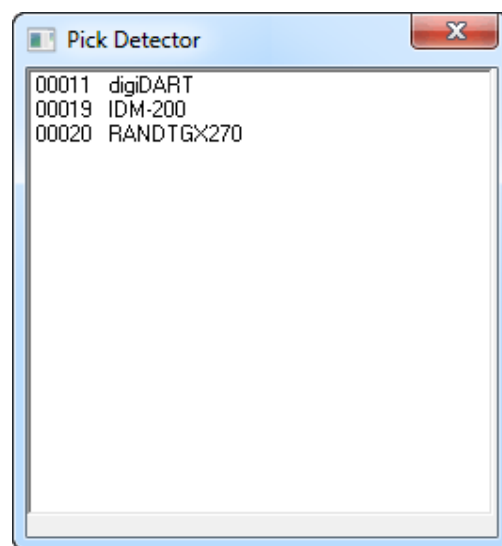 Pick Detector
00011 digiDART
00019 IDM-200
00020 RANDTGX270